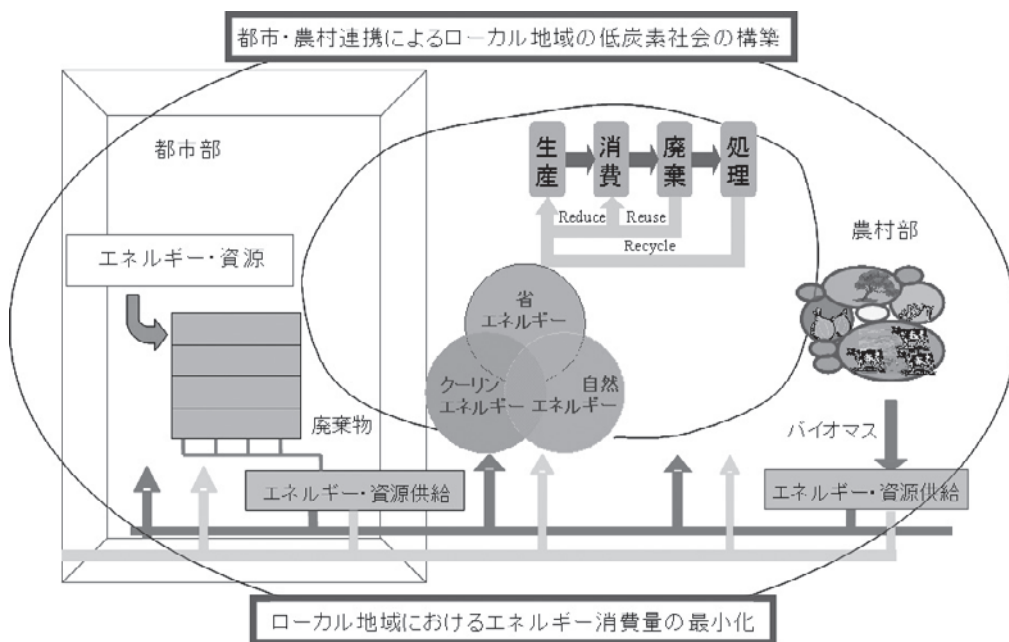 都市・農村連携によるローカル地域の低炭素社会の構築
都市部
生産
消費
廃棄
処理
Reduce
Reuse
Recycle
農村部
エネルギー・資源
省
エネルギー
クーリン
エネルギー
自然
エネルギー
廃棄物
バイオマス
エネルギー・資源供給
エネルギー・資源供給
ローカル地域におけるエネルギー消費量の最小化